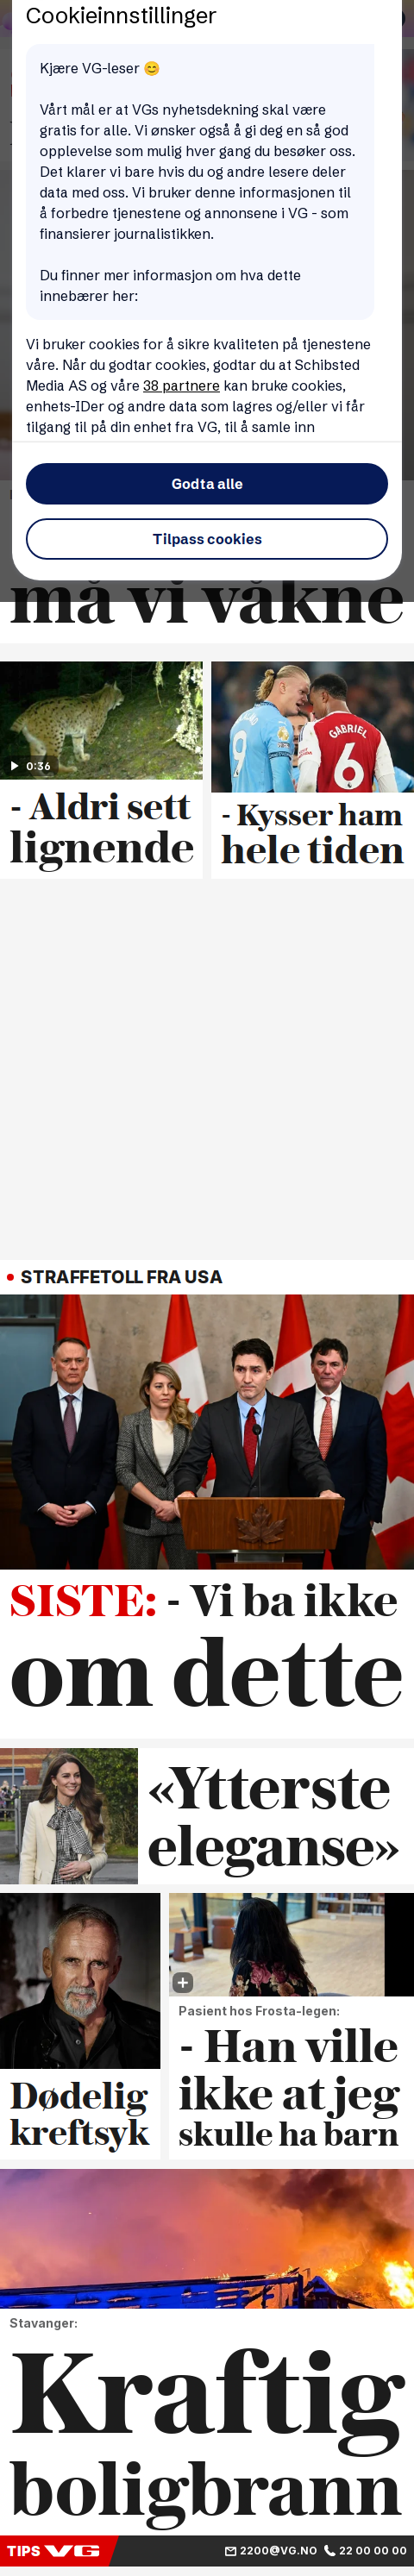 Cookieinnstillinger
Kjære VG-leser 😊
Vårt mål er at VGs nyhetsdekning skal være
gratis for alle. Vi ønsker også å gi deg en så god
opplevelse som mulig hver gang du besøker oss.
Det klarer vi bare hvis du og andre lesere deler
data med oss. Vi bruker denne informasjonen til
å forbedre tjenestene og annonsene i VG - som
finansierer journalistikken.
Du finner mer informasjon om hva dette
innebærer her:
Vi bruker cookies for å sikre kvaliteten på tjenestene
våre. Når du godtar cookies, godtar du at Schibsted
Media AS og våre 38 partnere kan bruke cookies,
enhets-IDer og andre data som lagres og/eller vi får
tilgang til på din enhet fra VG, til å samle inn
Godta alle
Tilpass cookies
må vi våkne
0:36
- Aldri sett
lignende
9
GABRIEL
6
- Kysser ham
hele tiden
STRAFFETOLL FRA USA
SISTE: - Vi ba ikke
om dette
«Ytterste
eleganse»
Dødelig
kreftsyk
Pasient hos Frosta-legen:
- Han ville
ikke at jeg
skulle ha barn
Stavanger:
Kraftig
boligbrann
TIPS VG 2200@VG.NO 22 00 00 00